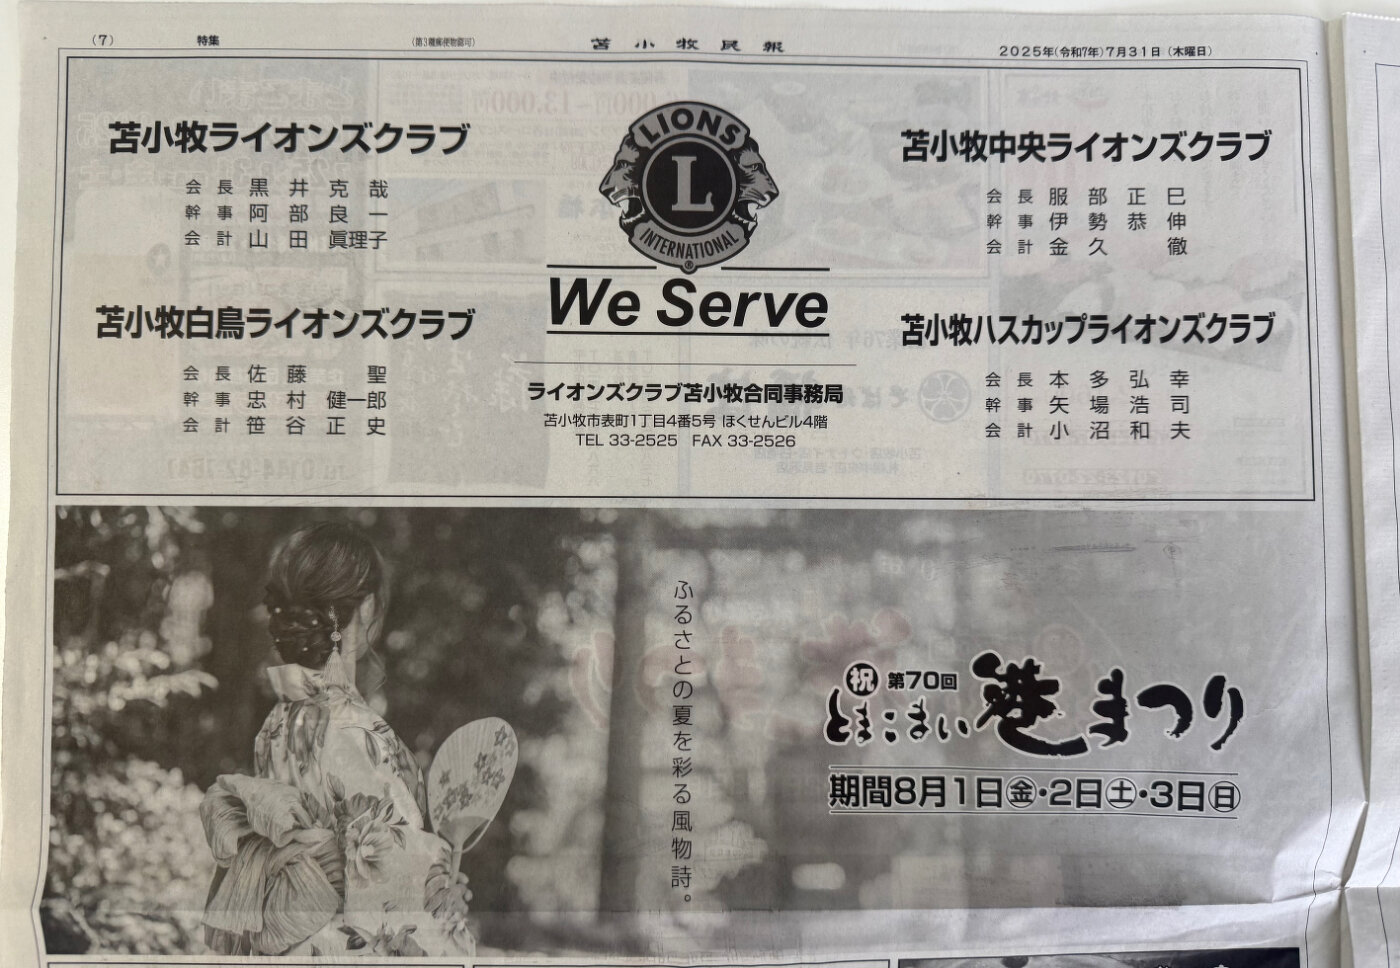 (7)
特集
(第3種郵便物認可)
苫小牧民報
2025年(令和7年)7月31日(木曜日)
苫小牧ライオンズクラブ
会長 黒井克哉
幹事 阿部良一
会計 山田眞理子
苫小牧白鳥ライオンズクラブ
会長 佐藤聖
幹事 忠村健一郎
会計 笹谷正史
LIONS
L
INTERNATIONAL
®
We Serve
ライオンズクラブ苫小牧合同事務局
苫小牧市表町1丁目4番5号 ほくせんビル4階
TEL 33-2525 FAX 33-2526
苫小牧中央ライオンズクラブ
会長 服部正巳
幹事 伊勢恭伸
会計 金久徹
苫小牧ハスカップライオンズクラブ
会長 本多弘幸
幹事 矢場浩司
会計 小沼和夫
ふるさとの夏を彩る風物詩。
祝 第70回
とまこまい港まつり
期間8月1日㊎・2日㊏・3日㊐